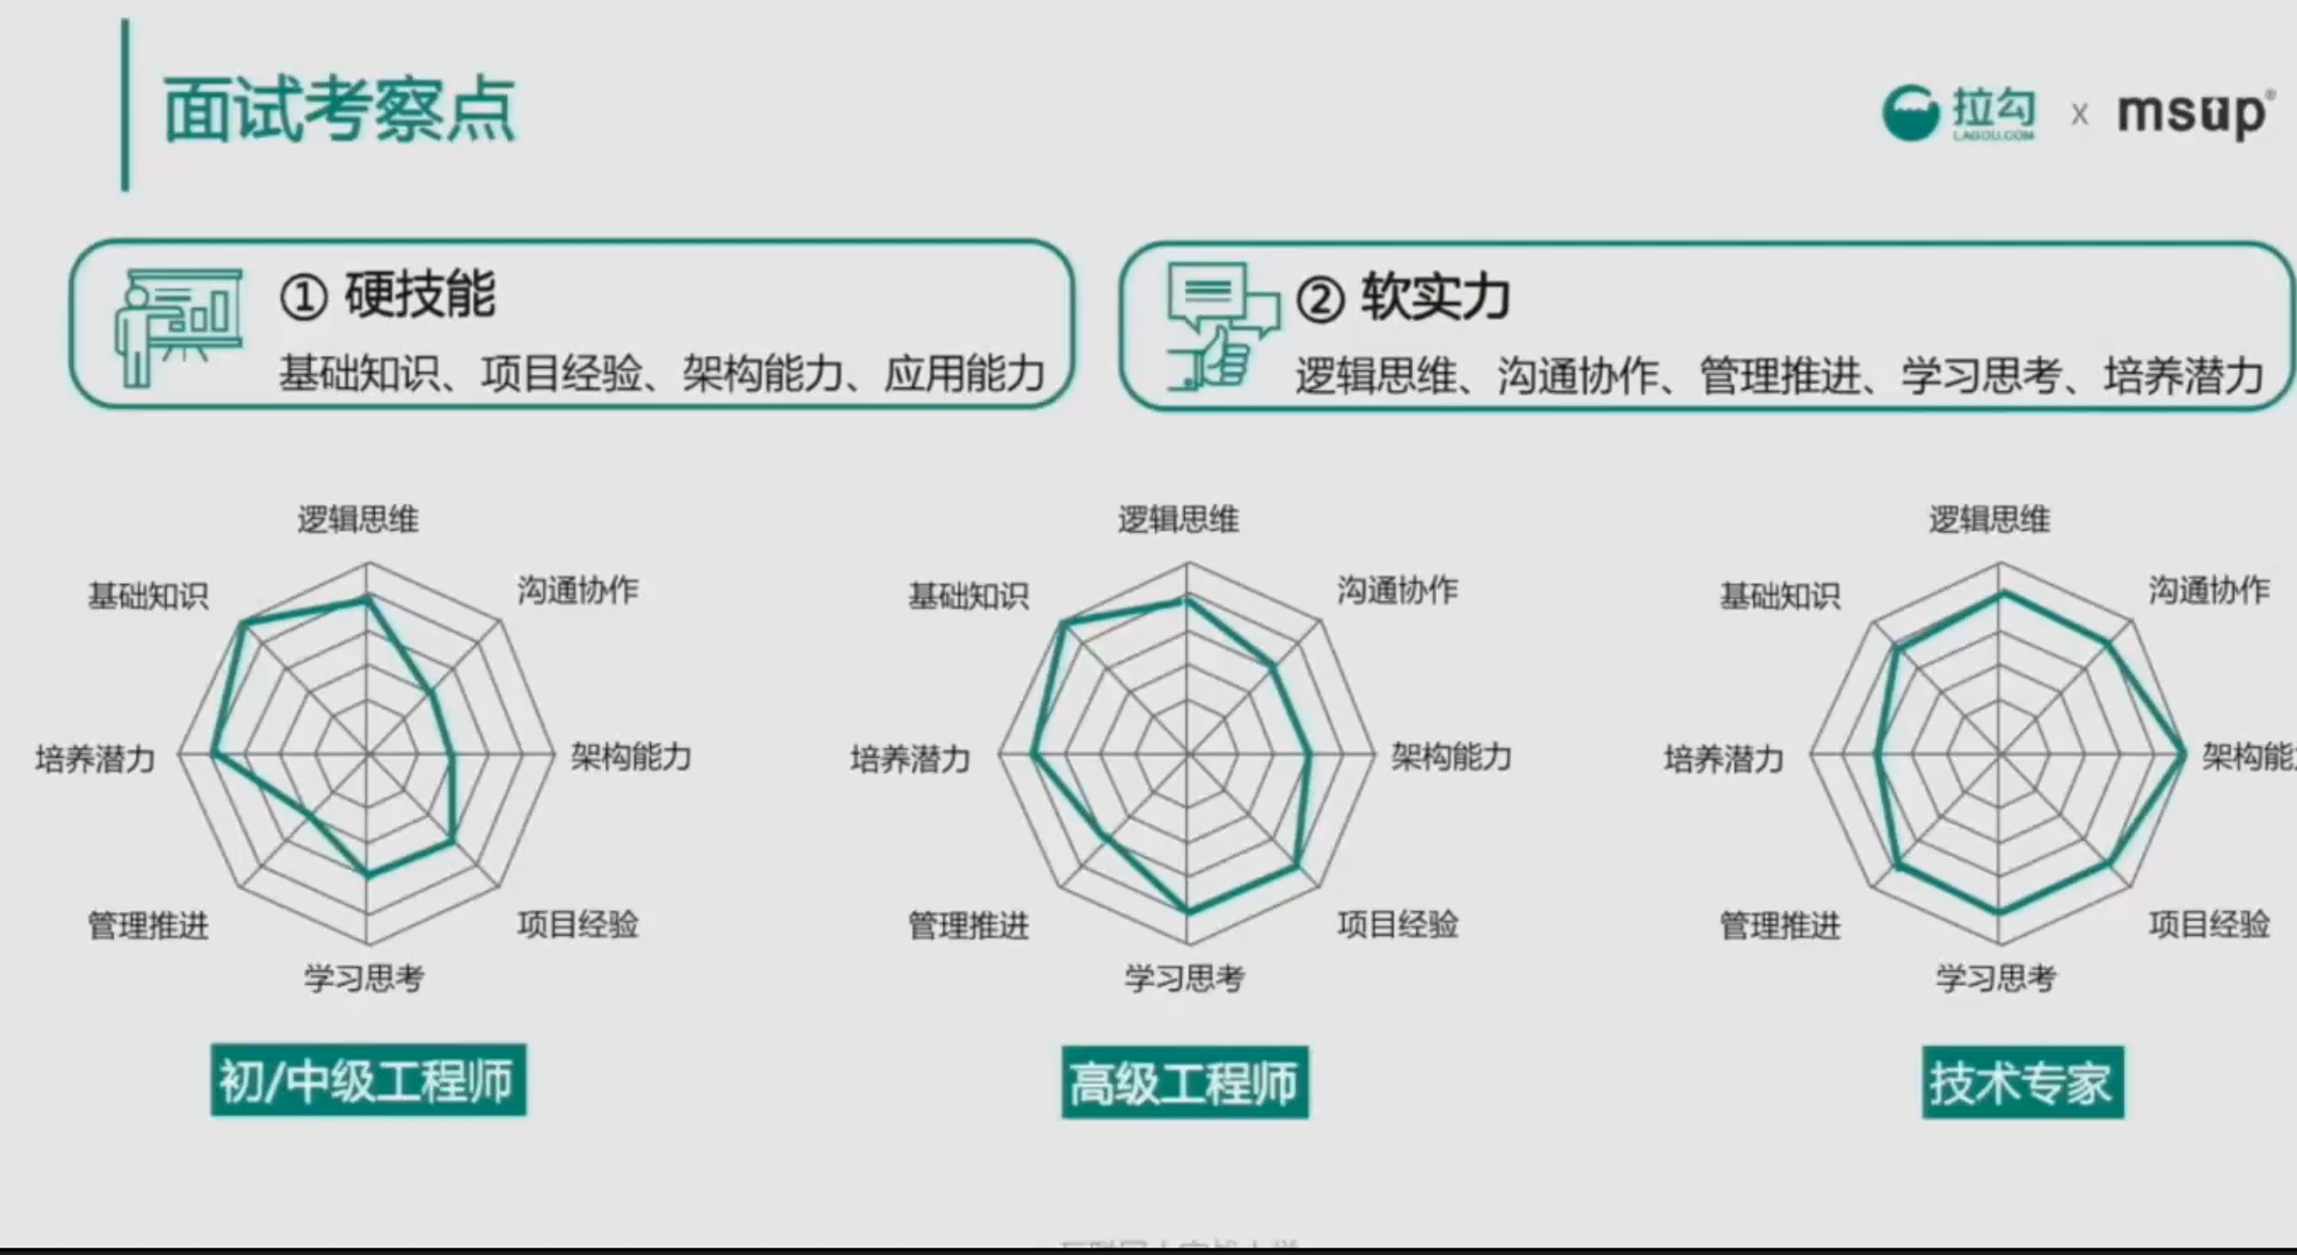 面试考察点
拉勾
LAGOU.COM
x
msup®
① 硬技能
基础知识、项目经验、架构能力、应用能力
② 软实力
逻辑思维、沟通协作、管理推进、学习思考、培养潜力
逻辑思维
基础知识
沟通协作
培养潜力
架构能力
管理推进
项目经验
学习思考
初/中级工程师
逻辑思维
基础知识
沟通协作
培养潜力
架构能力
管理推进
项目经验
学习思考
高级工程师
逻辑思维
基础知识
沟通协作
培养潜力
架构能
管理推进
项目经验
学习思考
技术专家